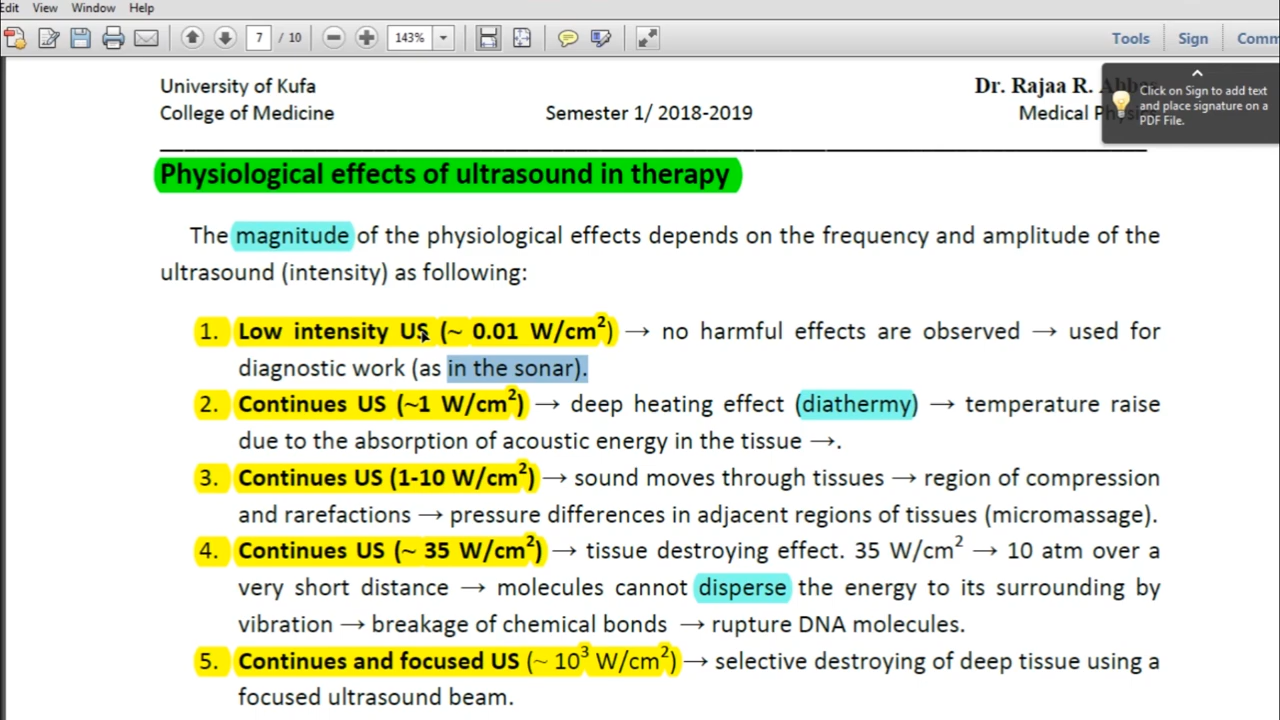 Edit View Window Help
7 / 10 143% Tools Sign Comm
University of Kufa Dr. Rajaa R.
College of Medicine Semester 1/ 2018-2019 Medical
Click on Sign to add text
and place signature on a
PDF File.
Physiological effects of ultrasound in therapy
The magnitude of the physiological effects depends on the frequency and amplitude of the
ultrasound (intensity) as following:
1. Low intensity US (~ 0.01 W/cm²) → no harmful effects are observed → used for
diagnostic work (as in the sonar).
2. Continues US (~1 W/cm²) → deep heating effect (diathermy) → temperature raise
due to the absorption of acoustic energy in the tissue →.
3. Continues US (1-10 W/cm²) → sound moves through tissues → region of compression
and rarefactions → pressure differences in adjacent regions of tissues (micromassage).
4. Continues US (~ 35 W/cm²) → tissue destroying effect. 35 W/cm² → 10 atm over a
very short distance → molecules cannot disperse the energy to its surrounding by
vibration → breakage of chemical bonds → rupture DNA molecules.
5. Continues and focused US (~ 10³ W/cm²) → selective destroying of deep tissue using a
focused ultrasound beam.